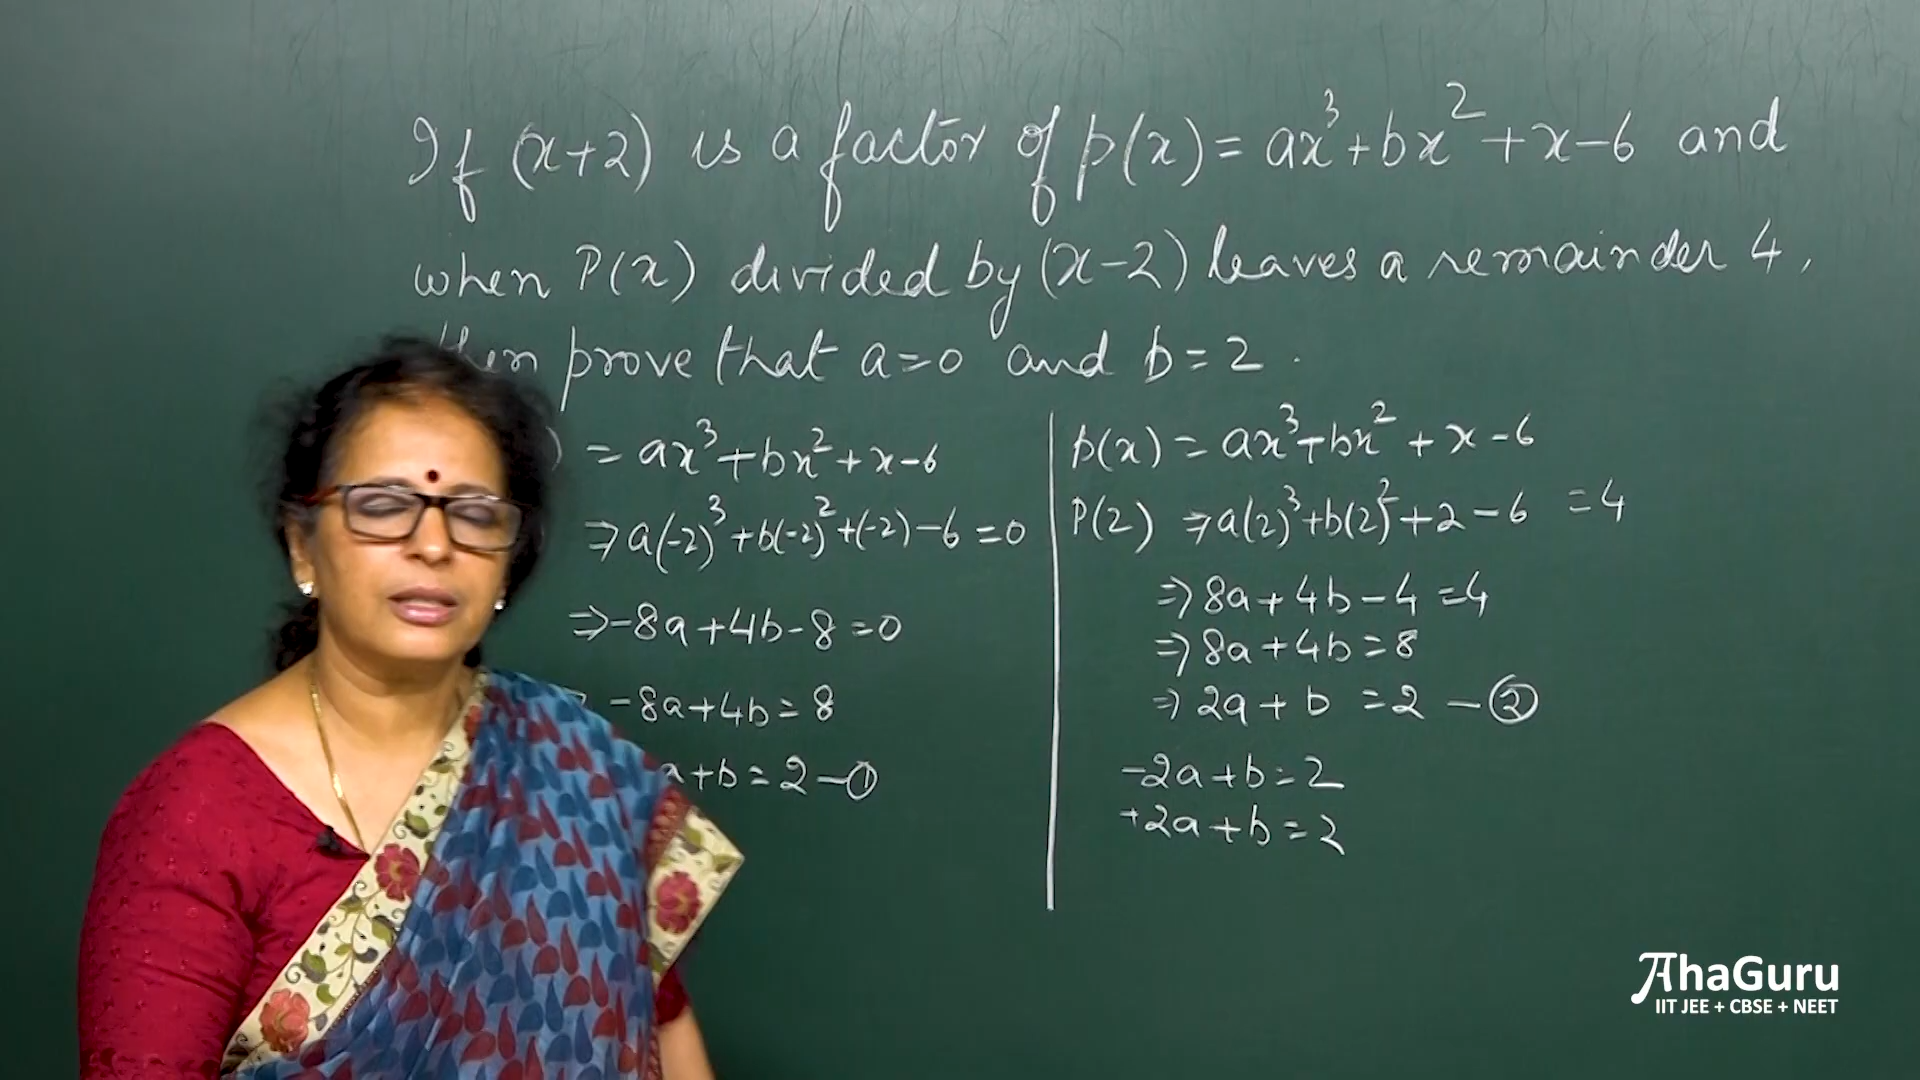 If (x+2) is a factor of p(x) = ax³+bx²+x-6 and
when P(x) divided by (x-2) leaves a remainder 4,
then prove that a=0 and b=2.
) = ax³+bx²+x-6
⇒a(-2)³+b(-2)²+(-2)-6=0
⇒-8a+4b-8=0
-8a+4b=8
a+b=2-①
p(x) = ax³+bx²+x-6
P(2) ⇒a(2)³+b(2)²+2-6 =4
⇒8a+4b-4=4
⇒8a+4b=8
⇒2a+b=2-②
-2a+b=2
+2a+b=2
AhaGuru
IIT JEE + CBSE + NEET